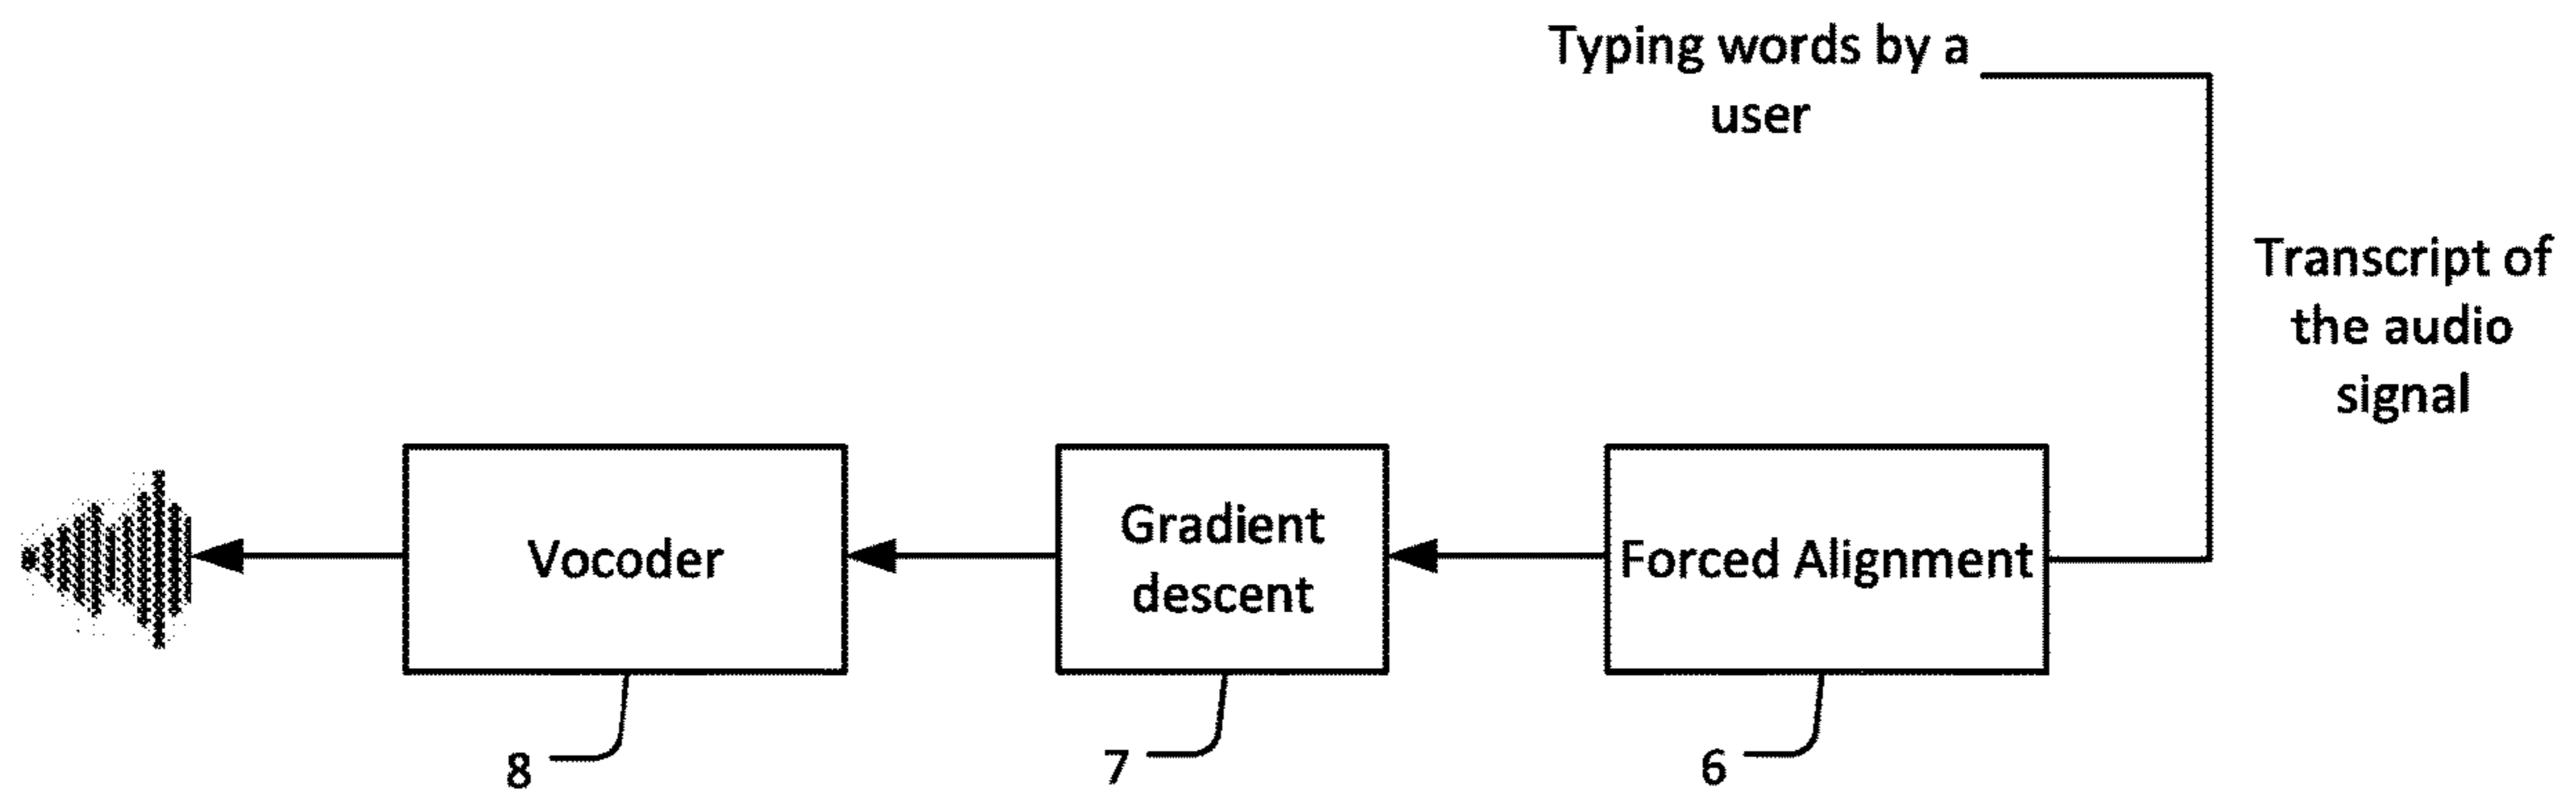 Typing words by a
user
Transcript of
the audio
signal
Vocoder
Gradient
descent
Forced Alignment
8
7
6